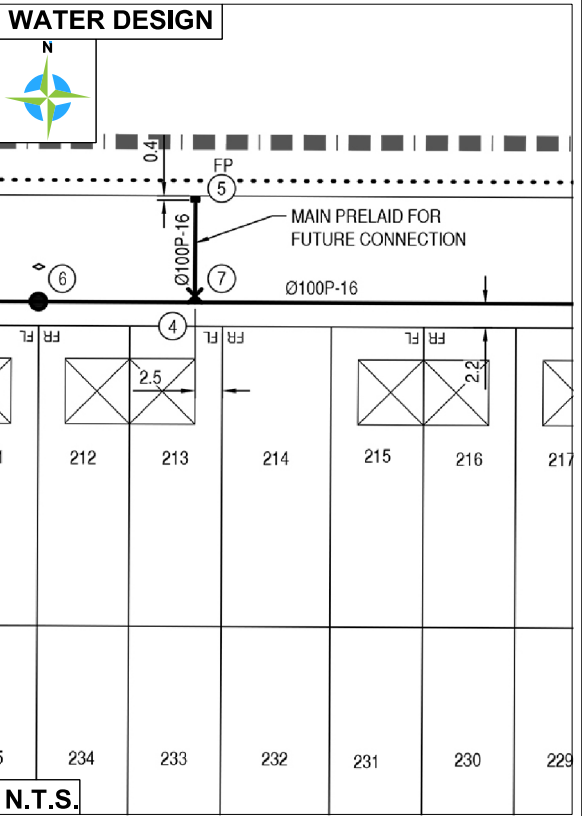 WATER DESIGN
N
0.4
FP
5
Ø100P-16
MAIN PRELAID FOR
FUTURE CONNECTION
6
7
Ø100P-16
4
FL FR
FL FR
FL FR
2.5
2.2
212
213
214
215
216
217
234
233
232
231
230
229
N.T.S.